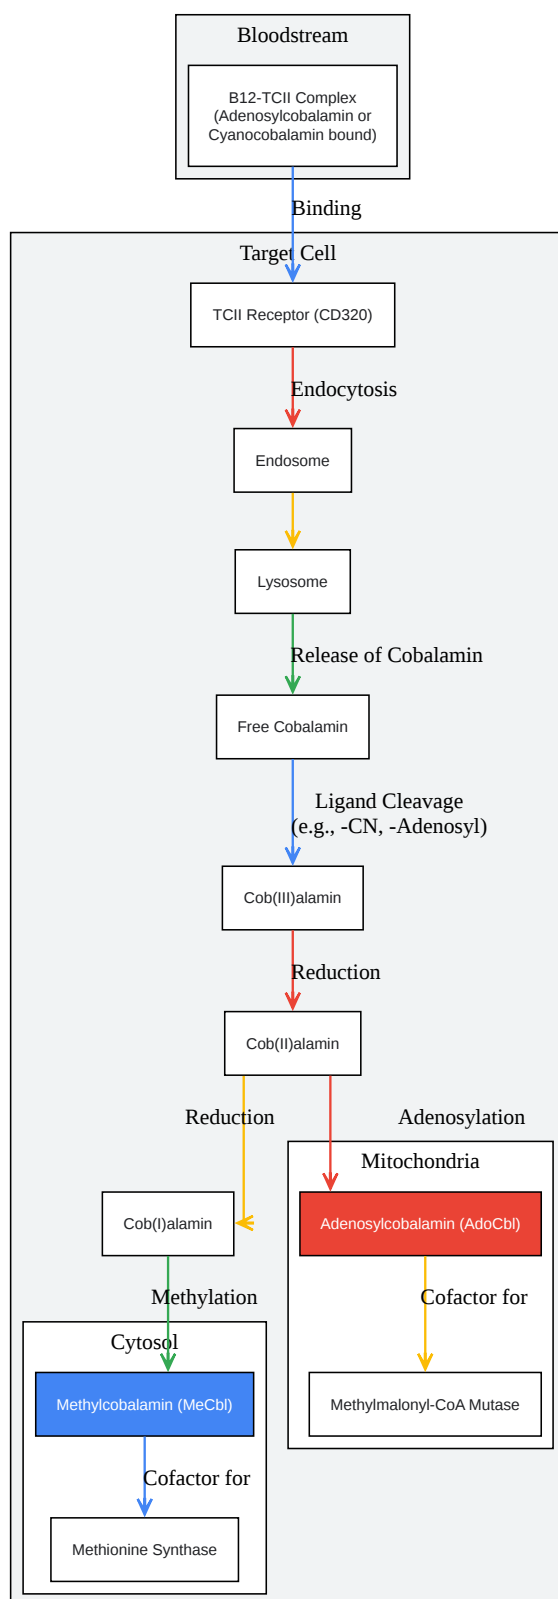 Bloodstream
B12-TCII Complex
(Adenosylcobalamin or
Cyanocobalamin bound)
Binding
Target Cell
TCII Receptor (CD320)
Endocytosis
Endosome
Lysosome
Release of Cobalamin
Free Cobalamin
Ligand Cleavage
(e.g., -CN, -Adenosyl)
Cob(III)alamin
Reduction
Cob(II)alamin
Reduction
Adenosylation
Mitochondria
Cob(I)alamin
Adenosylcobalamin (AdoCbl)
Methylation
Cofactor for
Cytosol
Methylcobalamin (MeCbl)
Methylmalonyl-CoA Mutase
Cofactor for
Methionine Synthase